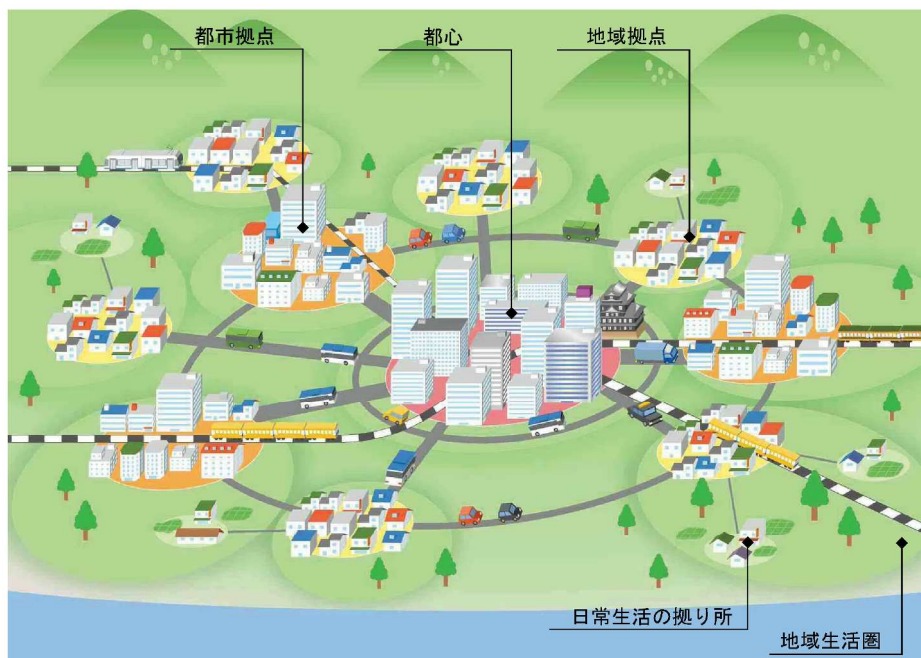 都市拠点
都心
地域拠点
日常生活の拠り所
地域生活圏